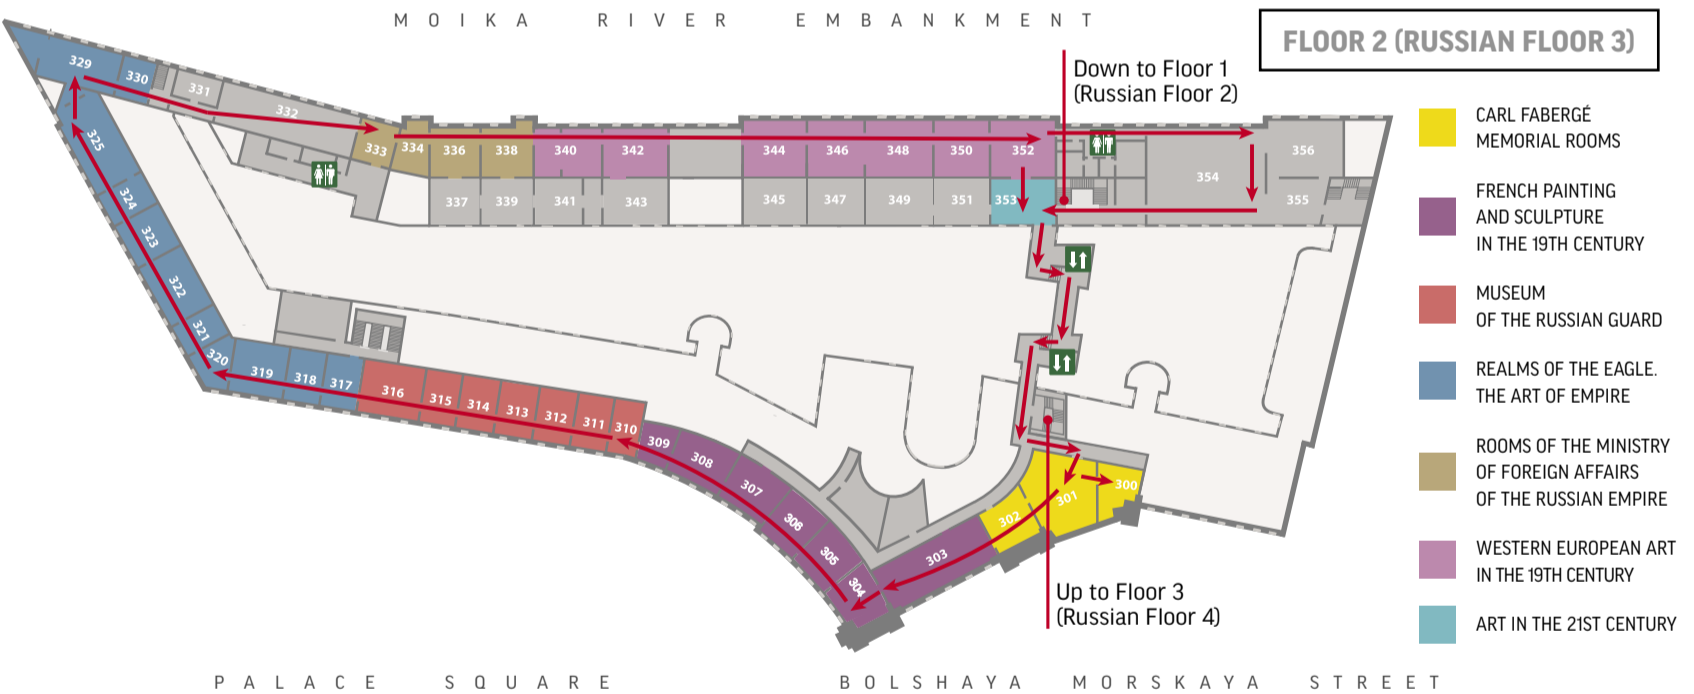 MOIKA RIVER EMBANKMENT
FLOOR 2 (RUSSIAN FLOOR 3)
Down to Floor 1
(Russian Floor 2)
CARL FABERGÉ
MEMORIAL ROOMS
FRENCH PAINTING
AND SCULPTURE
IN THE 19TH CENTURY
MUSEUM
OF THE RUSSIAN GUARD
REALMS OF THE EAGLE.
THE ART OF EMPIRE
ROOMS OF THE MINISTRY
OF FOREIGN AFFAIRS
OF THE RUSSIAN EMPIRE
WESTERN EUROPEAN ART
IN THE 19TH CENTURY
ART IN THE 21ST CENTURY
329
330
331
332
333
334
336
338
340
342
344
346
348
350
352
354
356
337
339
341
343
345
347
349
351
353
355
325
324
323
322
321
320
319
318
317
316
315
314
313
312
311
310
309
308
307
306
305
304
303
302
301
300
Up to Floor 3
(Russian Floor 4)
PALACE SQUARE
BOLSHAYA MORSKAYA STREET